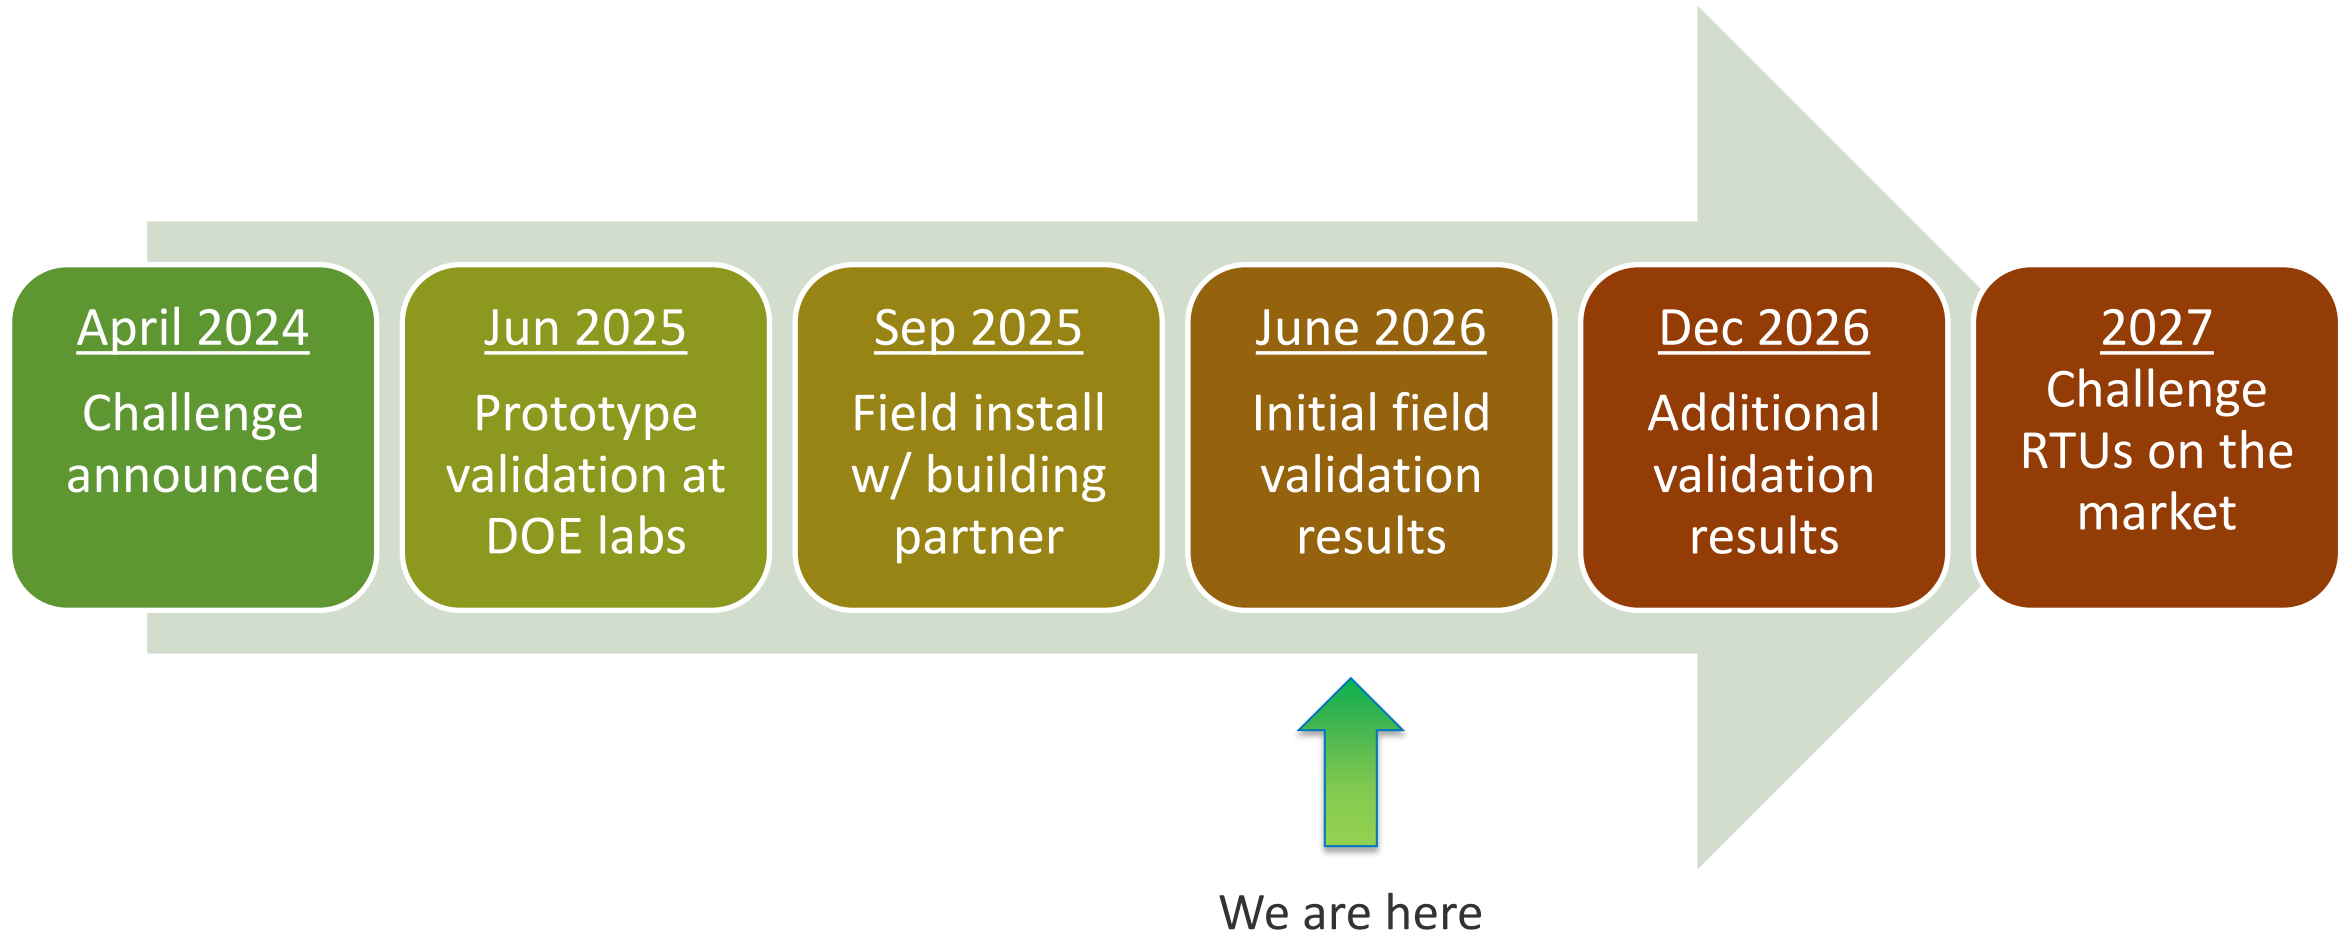 April 2024
Challenge
announced
Jun 2025
Prototype
validation at
DOE labs
Sep 2025
Field install
w/ building
partner
June 2026
Initial field
validation
results
Dec 2026
Additional
validation
results
2027
Challenge
RTUs on the
market
We are here